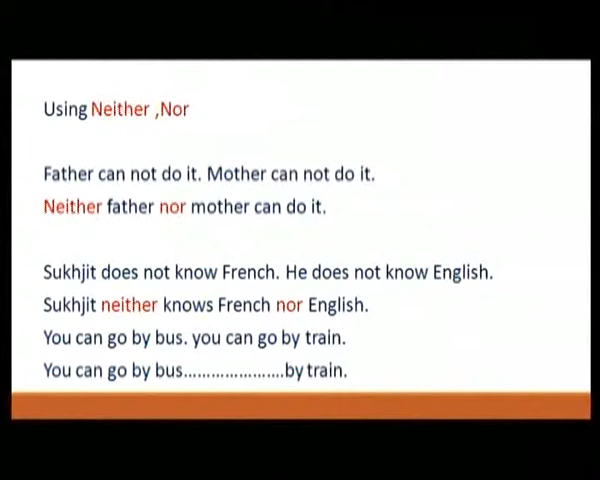 Using Neither ,Nor
Father can not do it. Mother can not do it.
Neither father nor mother can do it.
Sukhjit does not know French. He does not know English.
Sukhjit neither knows French nor English.
You can go by bus. you can go by train.
You can go by bus.....................by train.